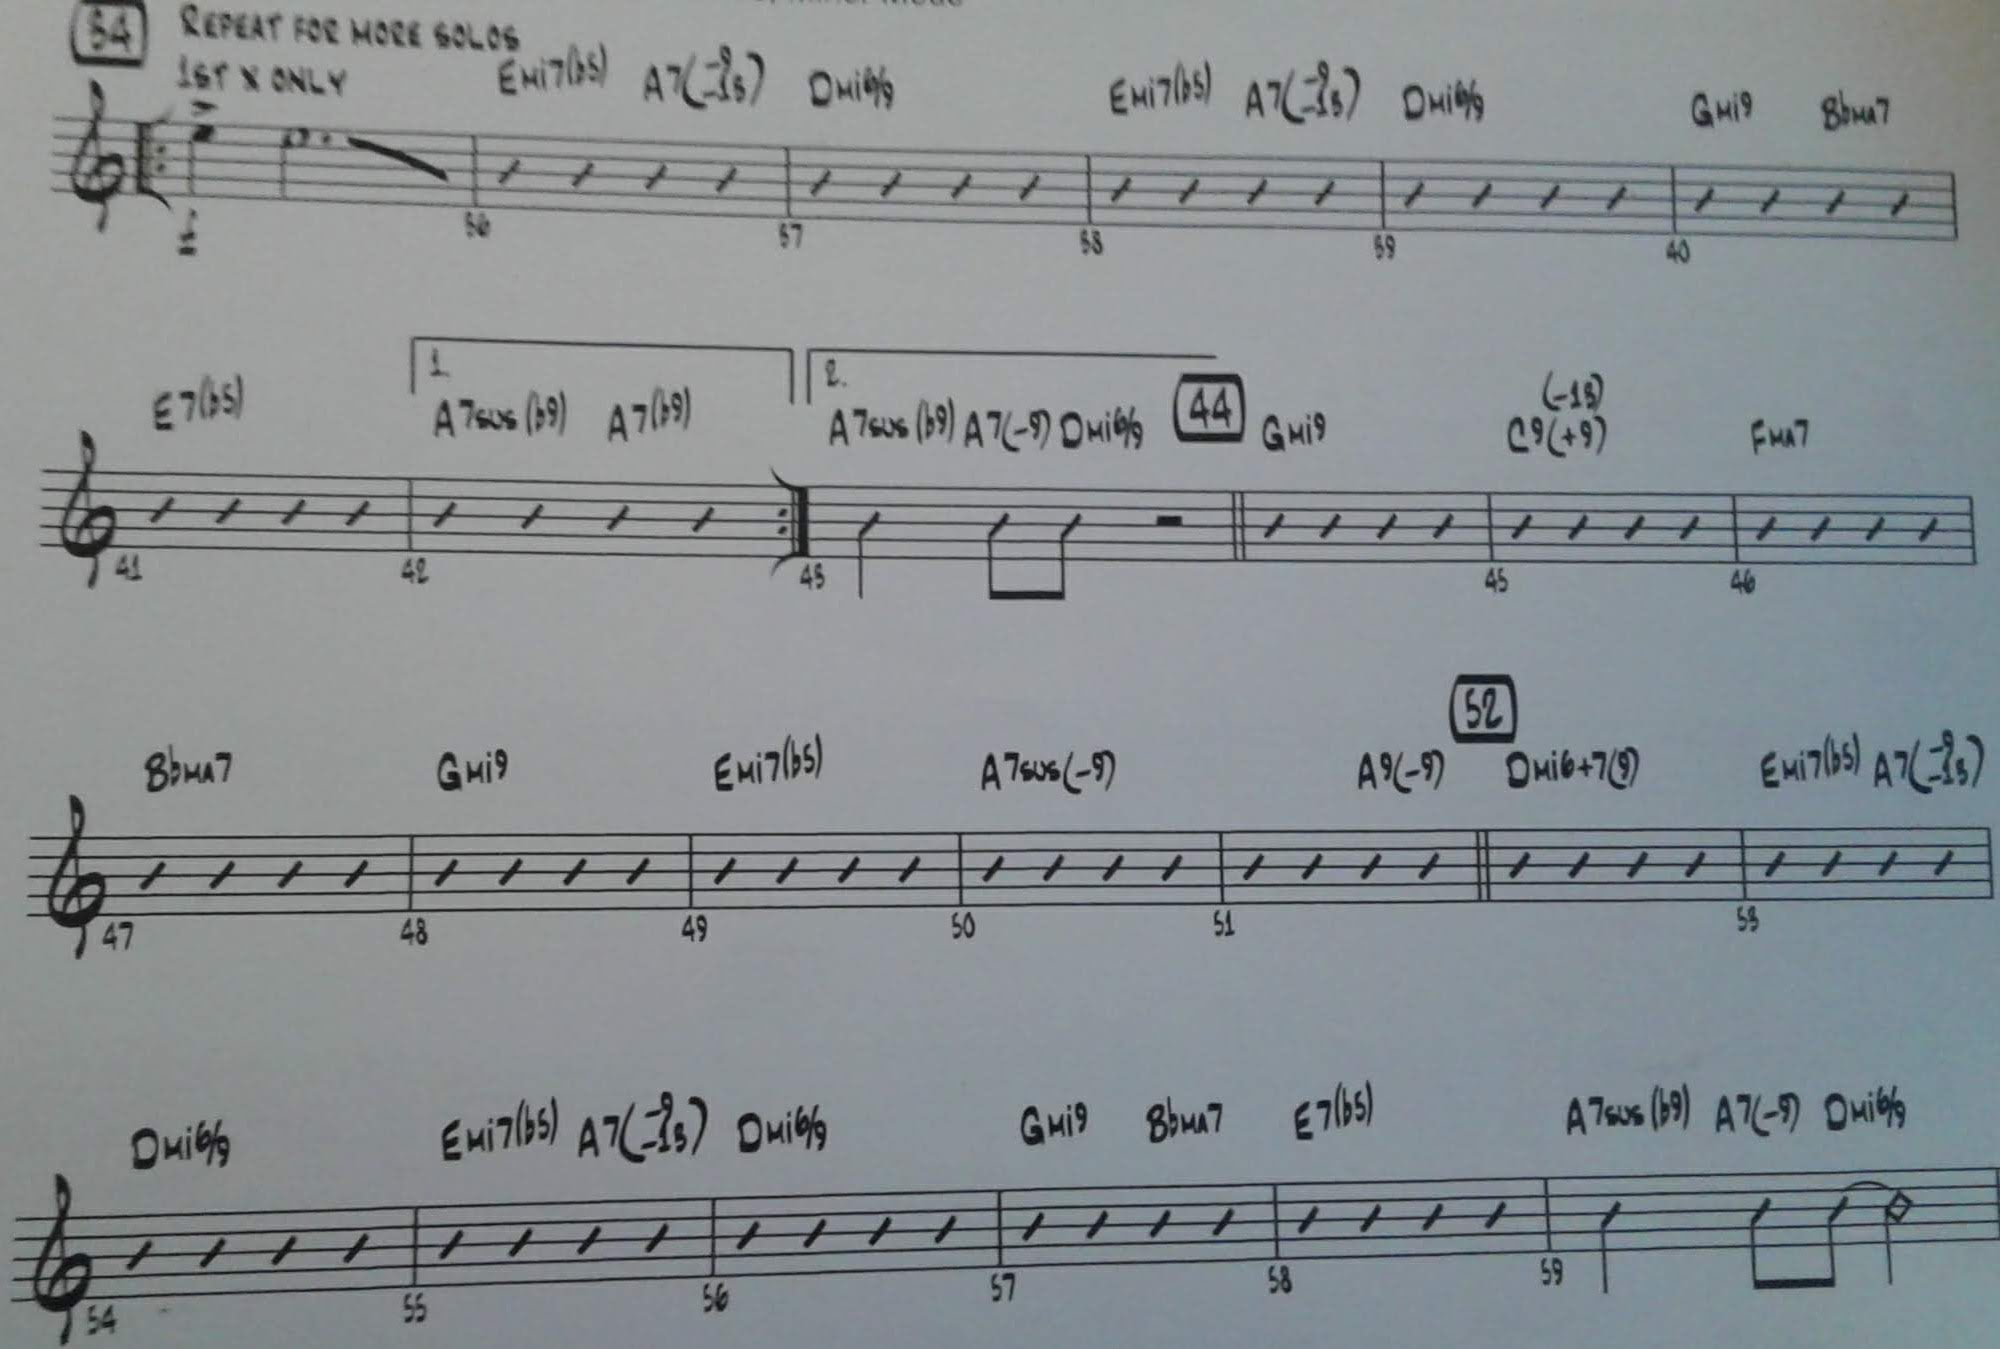 Minor Mode
34 REPEAT FOR MORE SOLOS
1ST X ONLY
EMI7(b5) A7(-9 -13) DMI6/9 EMI7(b5) A7(-9 -13) DMI6/9 GMI9 BbMA7
36 37 38 39 40
1. 2.
E7(b5) A7SUS(b9) A7(b9) A7SUS(b9) A7(-9) DMI6/9 44 GMI9 C9(+9) (-13) FMA7
41 42 43 45 46
52
BbMA7 GMI9 EMI7(b5) A7SUS(-9) A9(-9) DMI6+7(9) EMI7(b5) A7(-9 -13)
47 48 49 50 51 53
DMI6/9 EMI7(b5) A7(-9 -13) DMI6/9 GMI9 BbMA7 E7(b5) A7SUS(b9) A7(-9) DMI6/9
54 55 56 57 58 59